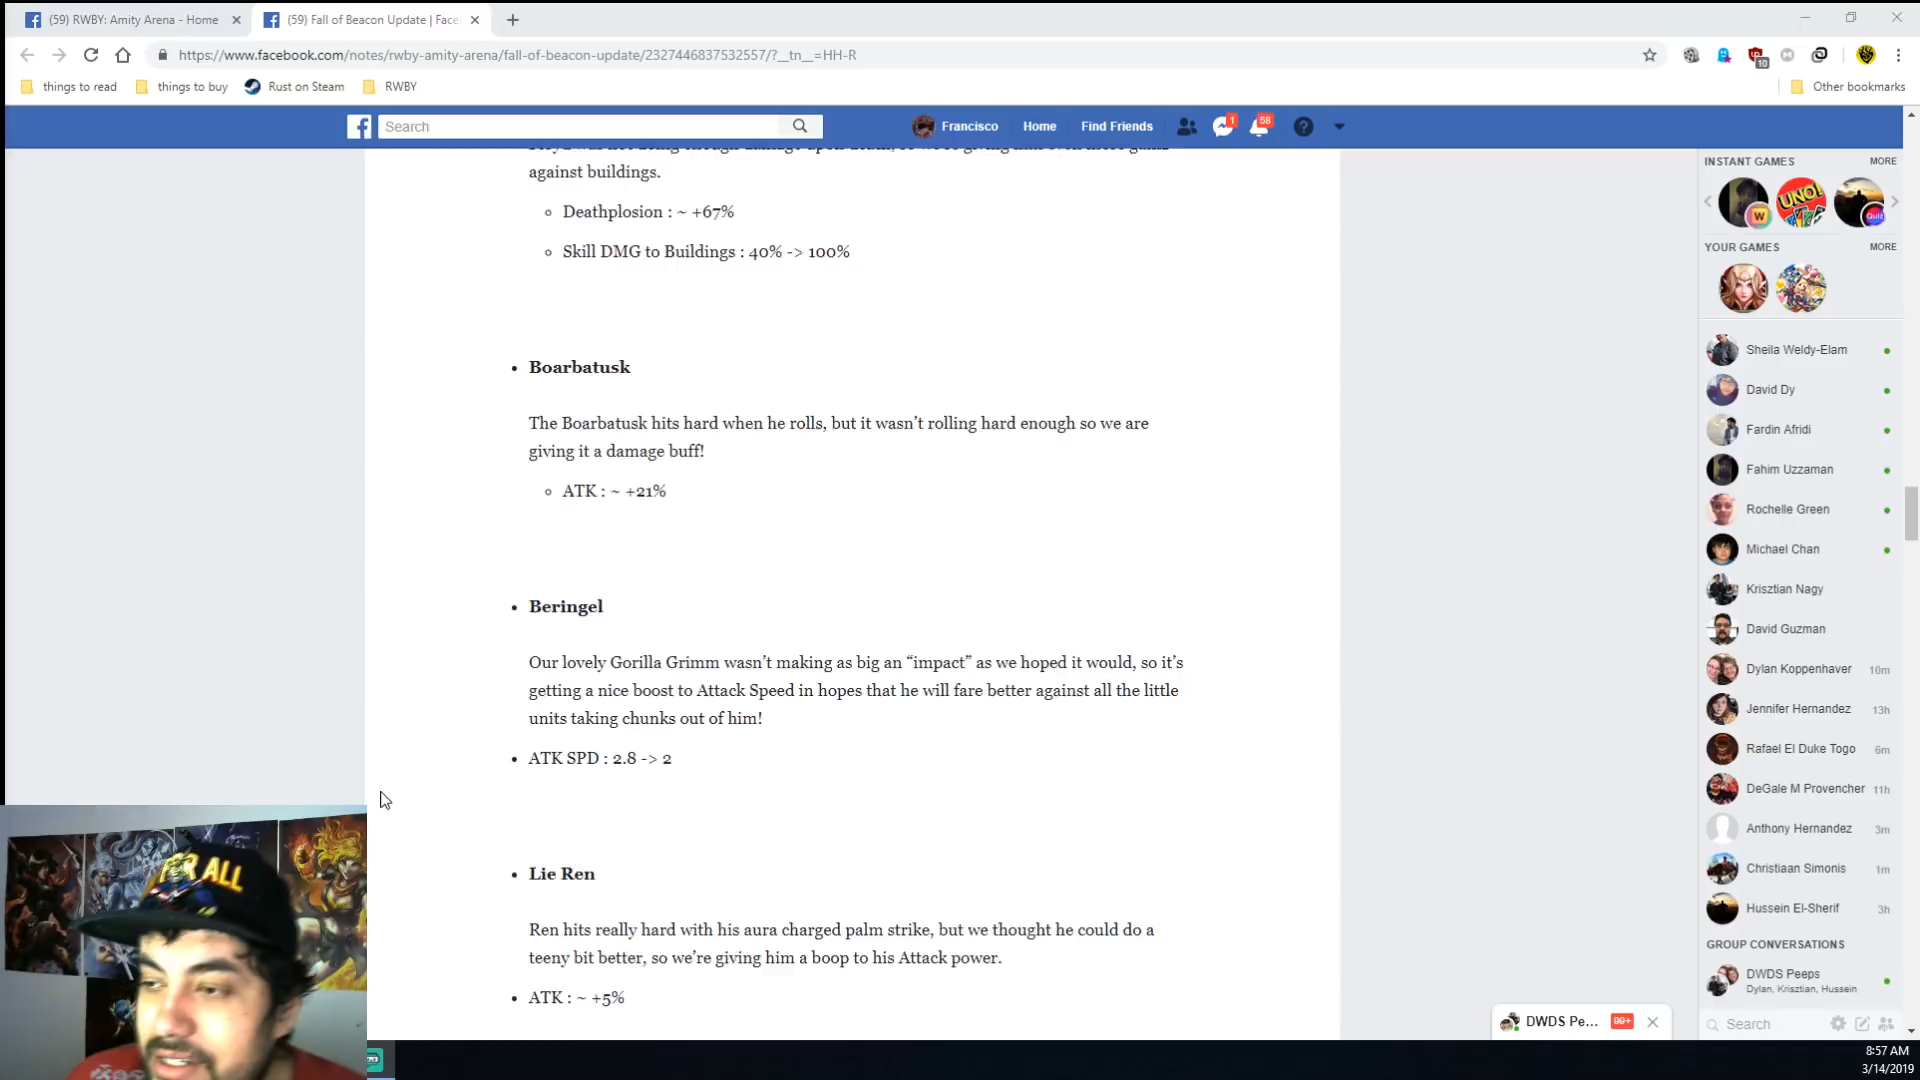 (59) RWBY: Amity Arena - Home
(59) Fall of Beacon Update | Face
https://www.facebook.com/notes/rwby-amity-arena/fall-of-beacon-update/2327446837532557/?__tn__=HH-R
10
things to read
things to buy
Rust on Steam
RWBY
Other bookmarks
Search
Francisco
Home
Find Friends
1
58
against buildings.
Deathplosion : ~ +67%
Skill DMG to Buildings : 40% -> 100%
Boarbatusk
The Boarbatusk hits hard when he rolls, but it wasn’t rolling hard enough so we are
giving it a damage buff!
ATK : ~ +21%
Beringel
Our lovely Gorilla Grimm wasn’t making as big an “impact” as we hoped it would, so it’s
getting a nice boost to Attack Speed in hopes that he will fare better against all the little
units taking chunks out of him!
ATK SPD : 2.8 -> 2
Lie Ren
Ren hits really hard with his aura charged palm strike, but we thought he could do a
teeny bit better, so we’re giving him a boop to his Attack power.
ATK : ~ +5%
INSTANT GAMES
MORE
W
UNO!
Quiz
YOUR GAMES
MORE
Sheila Weldy-Elam
David Dy
Fardin Afridi
Fahim Uzzaman
Rochelle Green
Michael Chan
Krisztian Nagy
David Guzman
Dylan Koppenhaver 10m
Jennifer Hernandez 13h
Rafael El Duke Togo 6m
DeGale M Provencher 11h
Anthony Hernandez 3m
Christiaan Simonis 1m
Hussein El-Sherif 3h
GROUP CONVERSATIONS
DWDS Peeps
Dylan, Krisztian, Hussein
Search
DWDS Pe...
99+
8:57 AM
3/14/2019
ALL